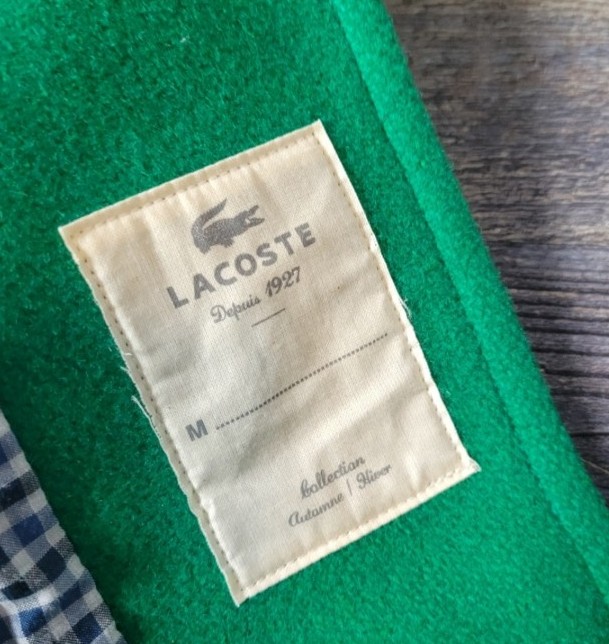 LACOSTE
Depuis 1927
M
Collection
Automne | Hiver